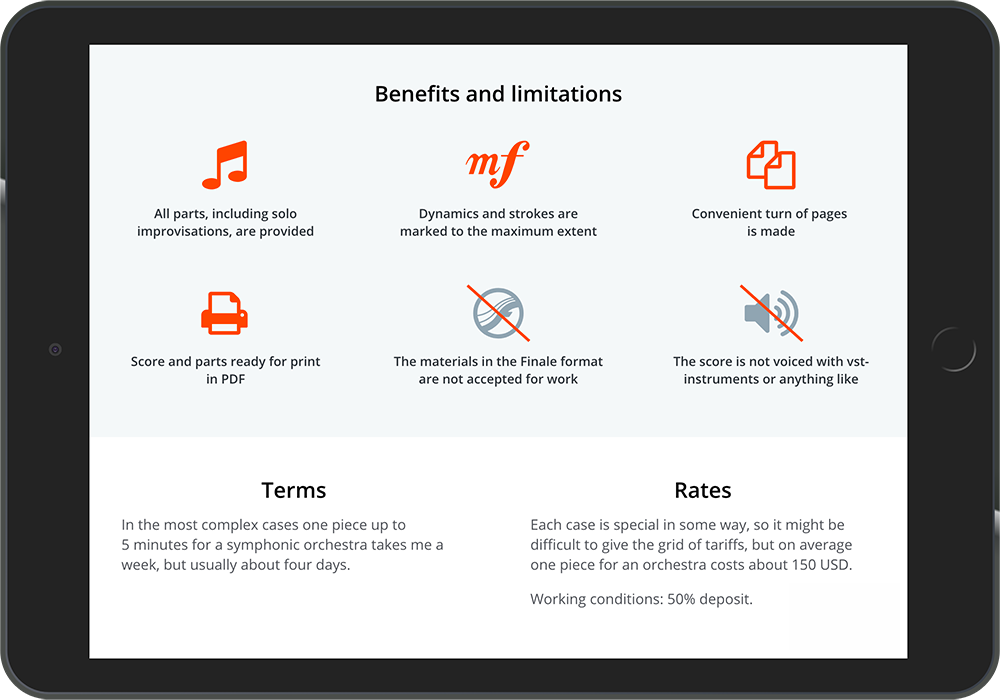 Benefits and limitations
mf
All parts, including solo
improvisations, are provided
Dynamics and strokes are
marked to the maximum extent
Convenient turn of pages
is made
Score and parts ready for print
in PDF
The materials in the Finale format
are not accepted for work
The score is not voiced with vst-
instruments or anything like
Terms
In the most complex cases one piece up to
5 minutes for a symphonic orchestra takes me a
week, but usually about four days.
Rates
Each case is special in some way, so it might be
difficult to give the grid of tariffs, but on average
one piece for an orchestra costs about 150 USD.
Working conditions: 50% deposit.